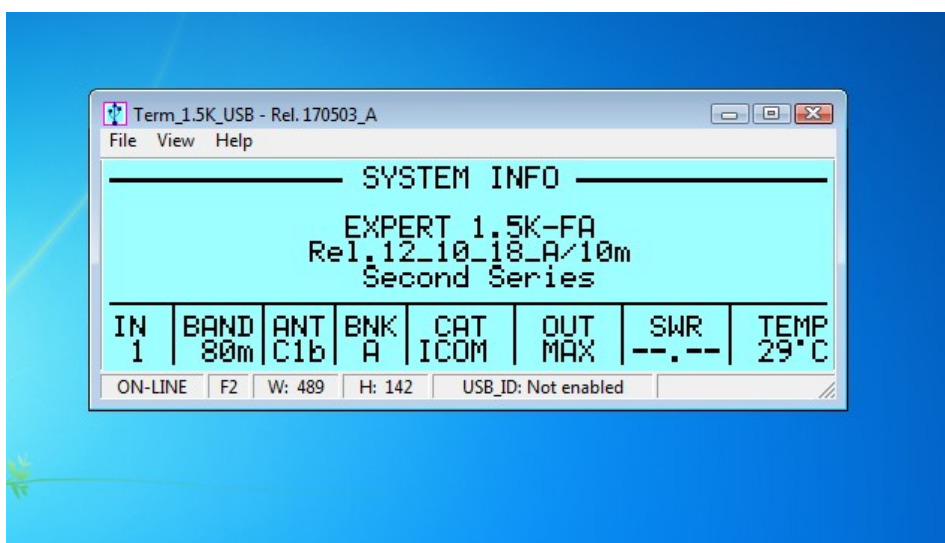 Term_1.5K_USB - Rel. 170503_A
File View Help
SYSTEM INFO
EXPERT 1.5K-FA
Rel.12_10_18_A/10m
Second Series
IN BAND ANT BNK CAT OUT SWR TEMP
1 80m C1b A ICOM MAX --.-- 29°C
ON-LINE F2 W: 489 H: 142 USB_ID: Not enabled